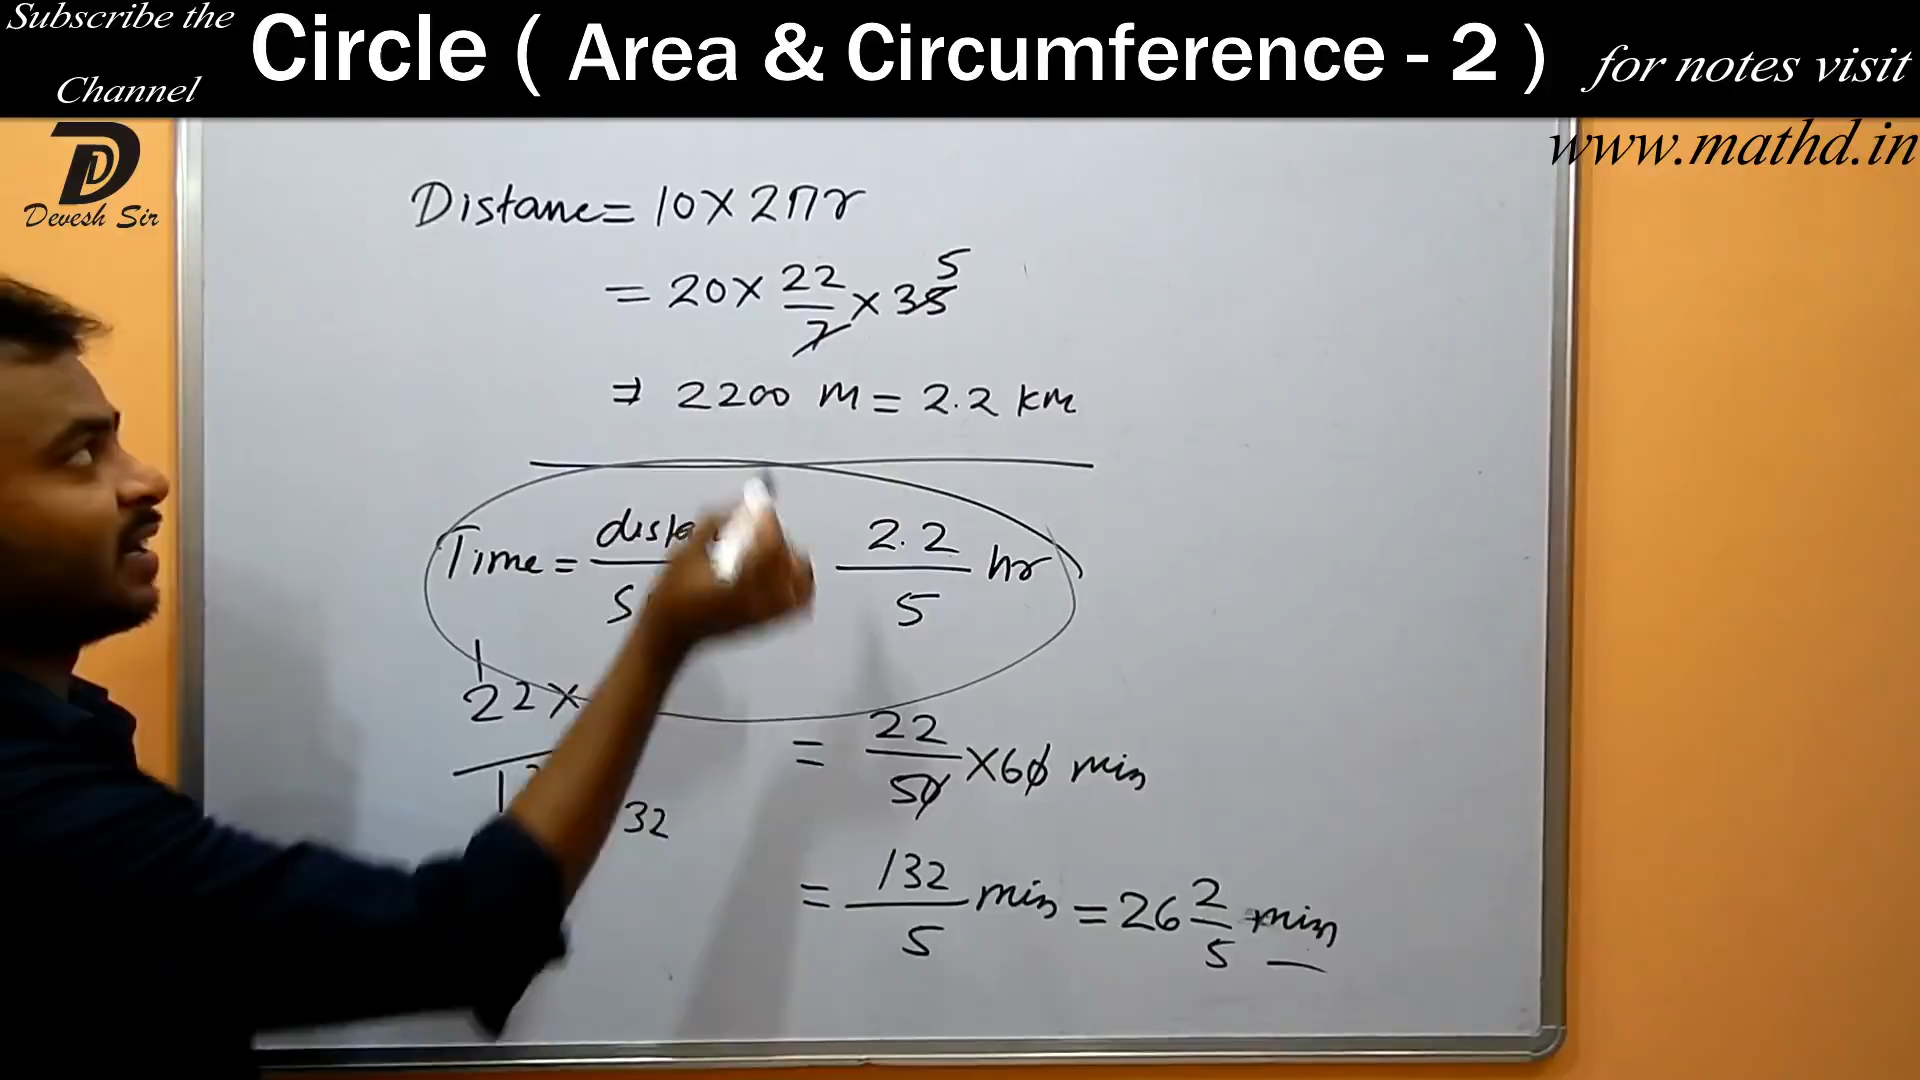 Subscribe the
Channel
Circle ( Area & Circumference - 2 )
for notes visit
www.mathd.in
D
Devesh Sir
Distane = 10 × 2πr
= 20 × 22/7 × 35 5
⇒ 2200 m = 2.2 km
Time = 2.2/5 hr
1
22 ×
32
= 22/50 × 60 min
= 132/5 min = 26 2/5 min